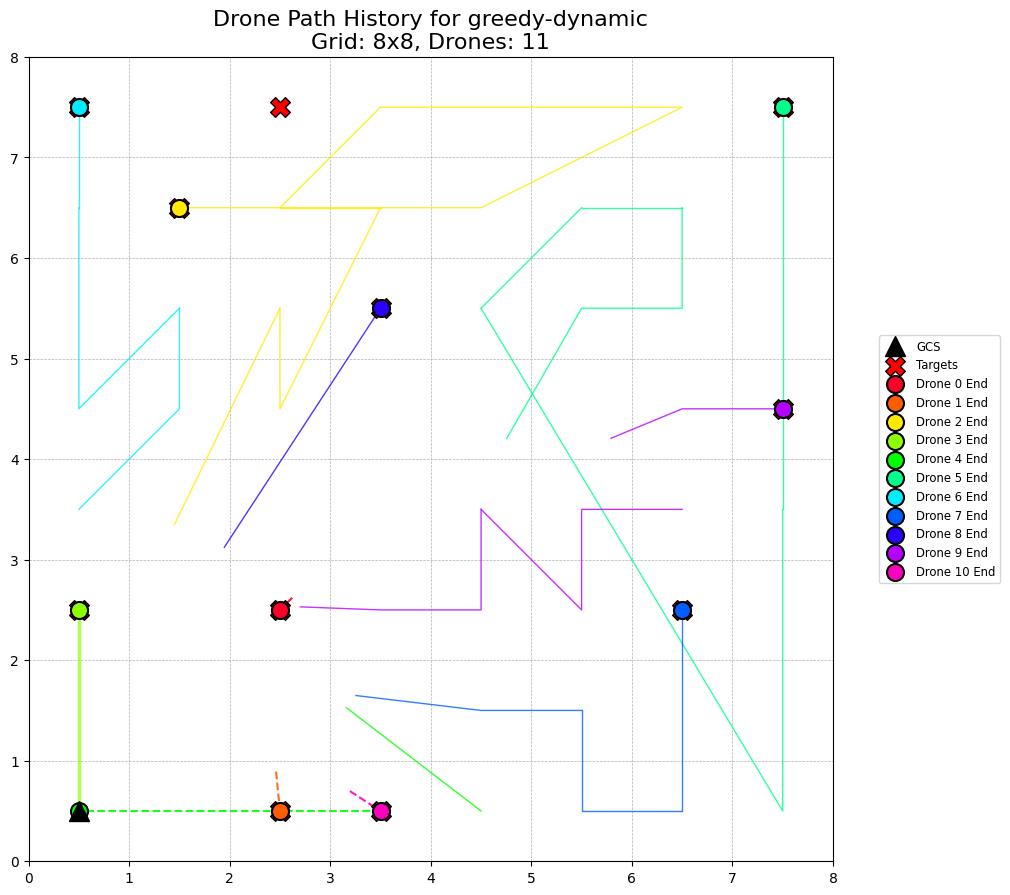 Drone Path History for greedy-dynamic
Grid: 8x8, Drones: 11
8
7
6
5
4
3
2
1
0
0 1 2 3 4 5 6 7 8
GCS
Targets
Drone 0 End
Drone 1 End
Drone 2 End
Drone 3 End
Drone 4 End
Drone 5 End
Drone 6 End
Drone 7 End
Drone 8 End
Drone 9 End
Drone 10 End